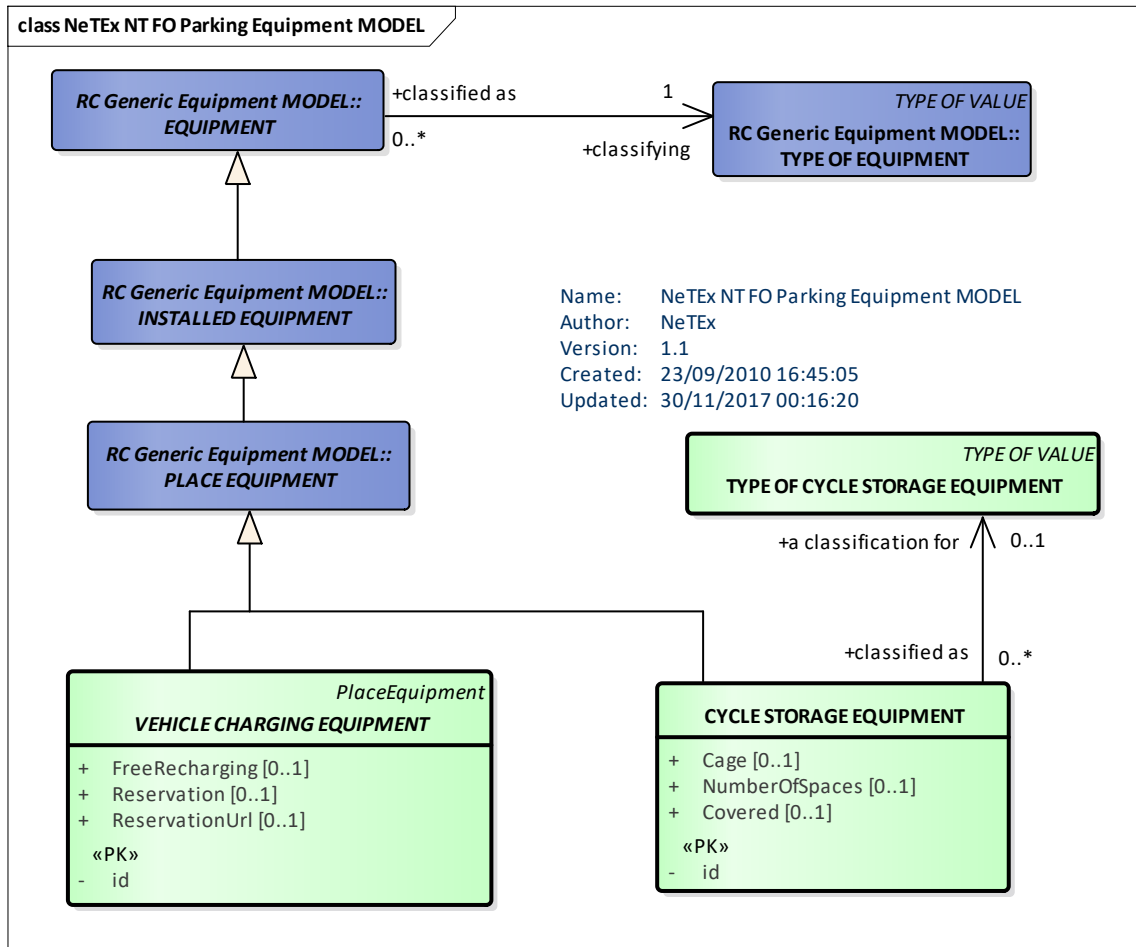 class NeTEx NT FO Parking Equipment MODEL
RC Generic Equipment MODEL::
EQUIPMENT
+classified as
0..*
1
+classifying
TYPE OF VALUE
RC Generic Equipment MODEL::
TYPE OF EQUIPMENT
RC Generic Equipment MODEL::
INSTALLED EQUIPMENT
Name: NeTEx NT FO Parking Equipment MODEL
Author: NeTEx
Version: 1.1
Created: 23/09/2010 16:45:05
Updated: 30/11/2017 00:16:20
RC Generic Equipment MODEL::
PLACE EQUIPMENT
TYPE OF VALUE
TYPE OF CYCLE STORAGE EQUIPMENT
+a classification for 0..1
+classified as 0..*
PlaceEquipment
VEHICLE CHARGING EQUIPMENT
+ FreeRecharging [0..1]
+ Reservation [0..1]
+ ReservationUrl [0..1]
«PK»
- id
CYCLE STORAGE EQUIPMENT
+ Cage [0..1]
+ NumberOfSpaces [0..1]
+ Covered [0..1]
«PK»
- id